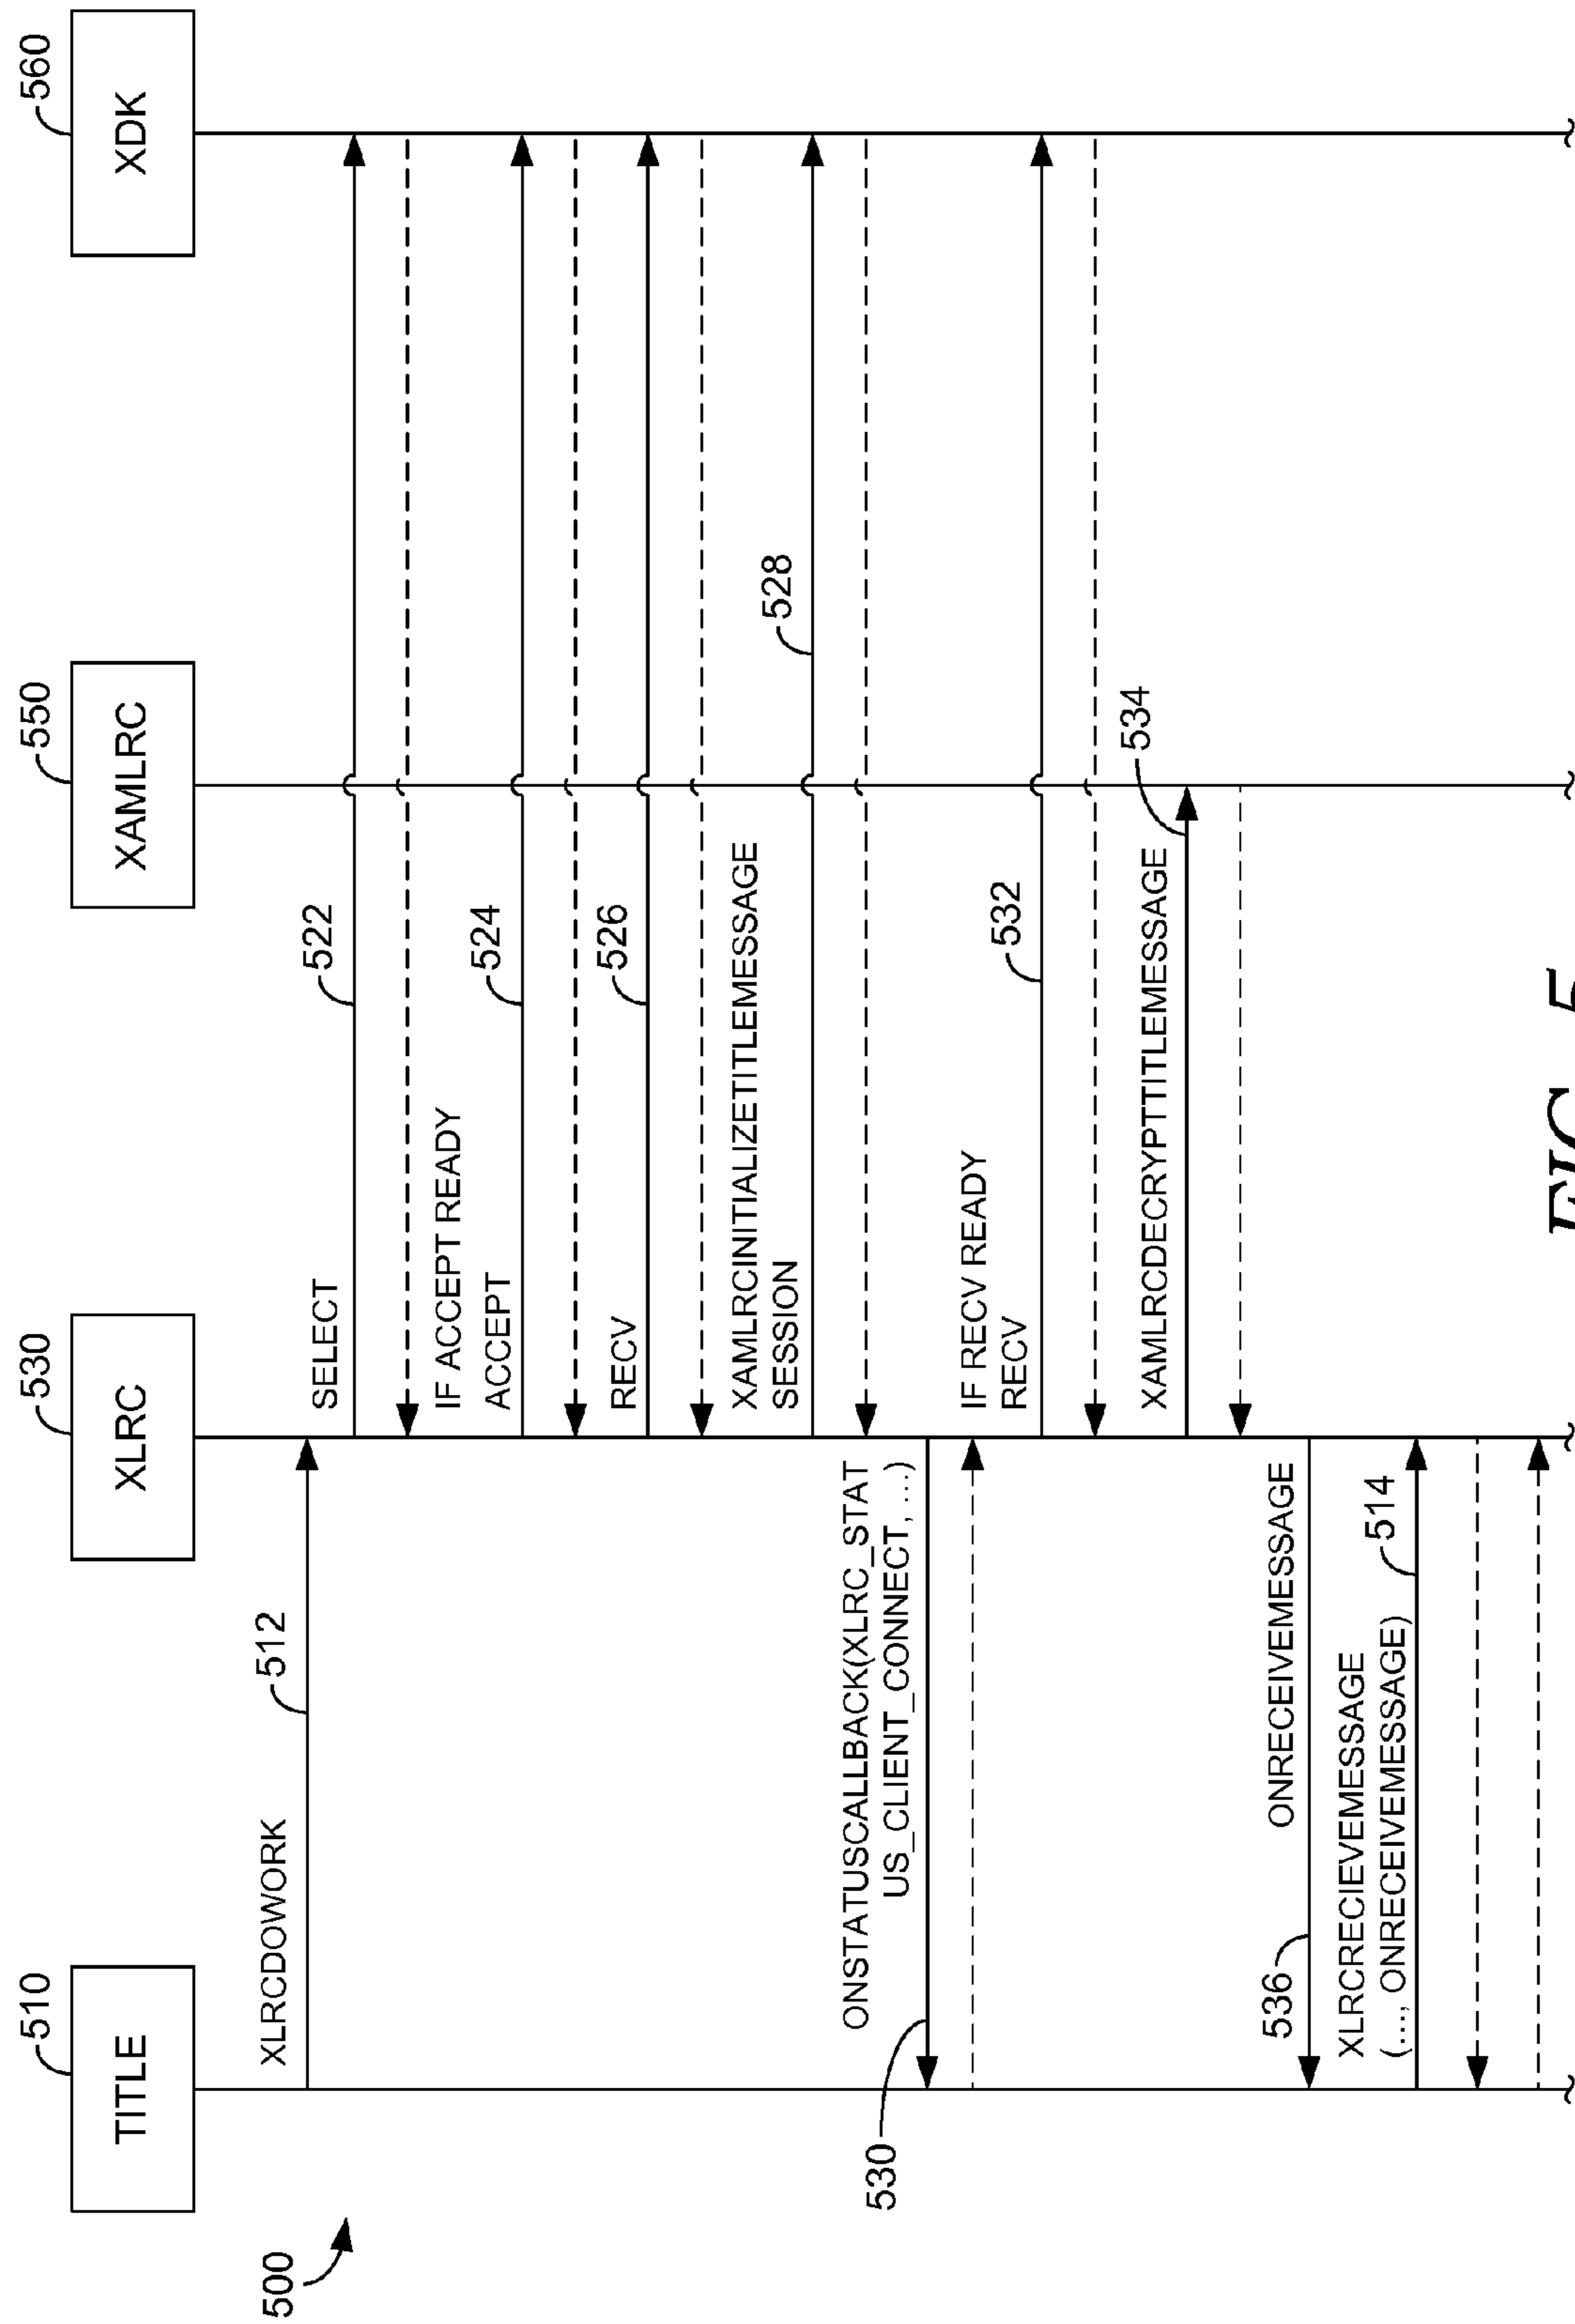 500
510
TITLE
530
XLRC
550
XAMLRC
560
XDK
XLRCDOWORK
512
SELECT
522
IF ACCEPT READY
ACCEPT
524
RECV
526
XAMLRCINITIALIZETITLEMESSAGE
SESSION
528
ONSTATUSCALLBACK(XLRC_STAT
US_CLIENT_CONNECT, ...)
530
IF RECV READY
RECV
532
XAMLRCDECRYPTTITLEMESSAGE
534
ONRECEIVEMESSAGE
536
XLRCRECIEVEMESSAGE
(..., ONRECEIVEMESSAGE)
514
FIG. 5